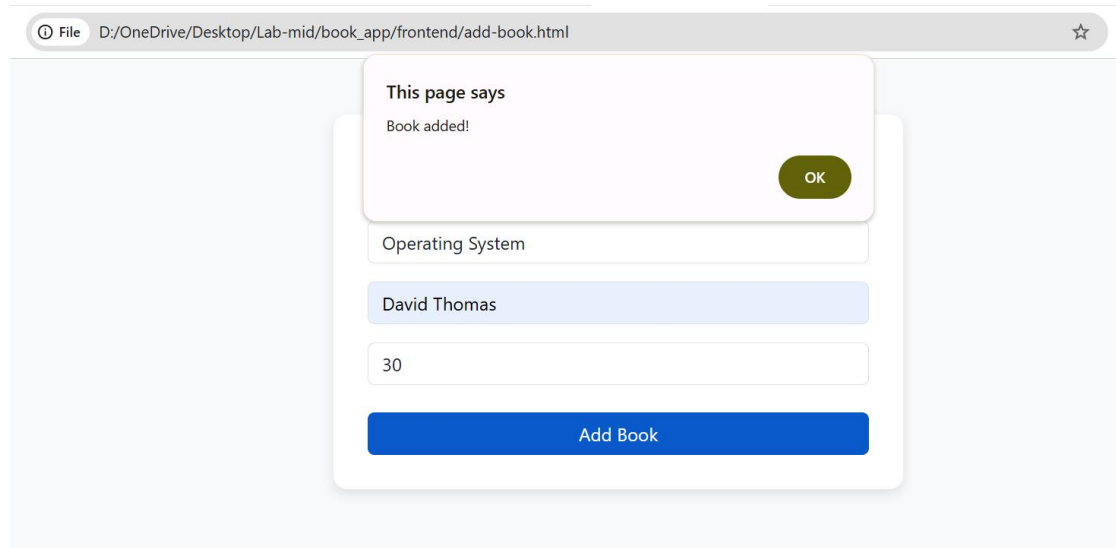 File D:/OneDrive/Desktop/Lab-mid/book_app/frontend/add-book.html
This page says
Book added!
OK
Operating System
David Thomas
30
Add Book